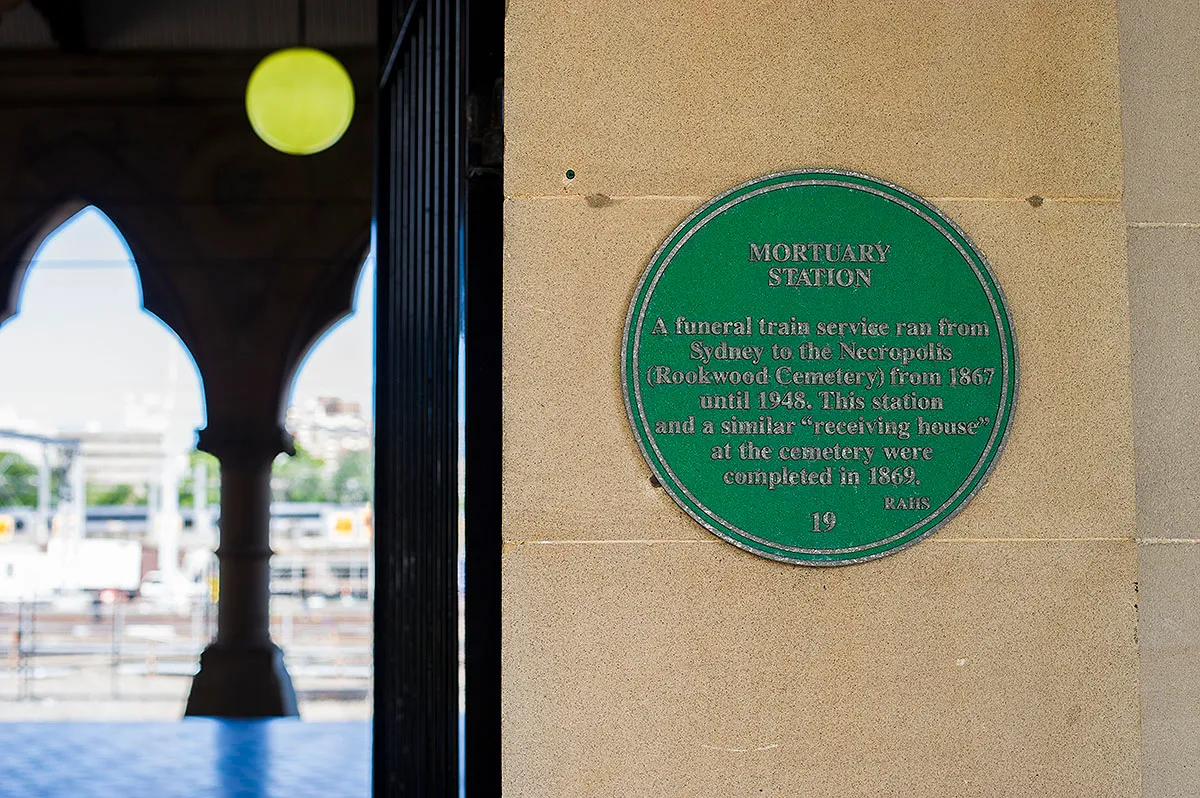 MORTUARY
STATION
A funeral train service ran from
Sydney to the Necropolis
(Rookwood Cemetery) from 1867
until 1948. This station
and a similar “receiving house”
at the cemetery were
completed in 1869.
RAHS
19